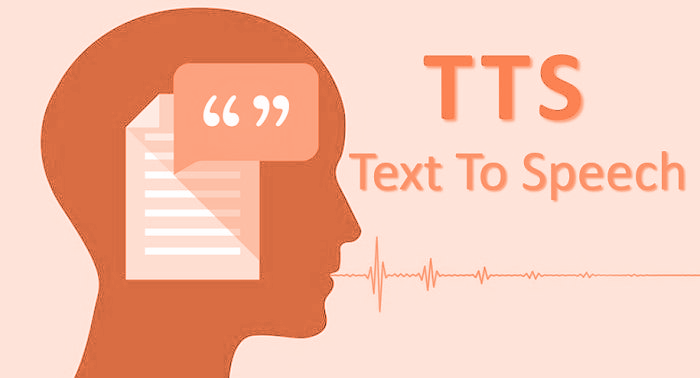 “ ”
TTS
Text To Speech